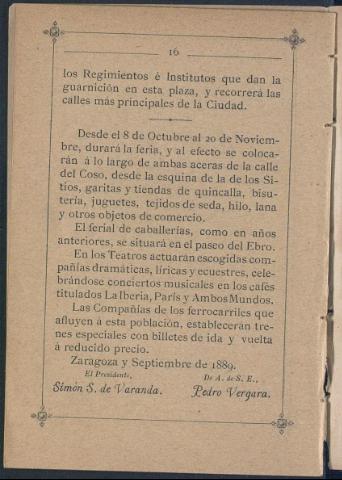 16
los Regimientos é Institutos que dan la
guarnición en esta plaza, y recorrerá las
calles más principales de la Ciudad.
Desde el 8 de Octubre al 20 de Noviem-
bre, durará la feria, y al efecto se coloca-
rán á lo largo de ambas aceras de la calle
del Coso, desde la esquina de la de los Si-
tios, garitas y tiendas de quincalla, bisu-
tería, juguetes, tejidos de seda, hilo, lana
y otros objetos de comercio.
El ferial de caballerías, como en años
anteriores, se situará en el paseo del Ebro.
En los Teatros actuarán escogidas com-
pañías dramáticas, líricas y ecuestres, cele-
brándose conciertos musicales en los cafés
titulados La Iberia, París y Ambos Mundos.
Las Compañías de los ferrocarriles que
afluyen á esta población, establecerán tre-
nes especiales con billetes de ida y vuelta
á reducido precio.
Zaragoza y Septiembre de 1889.
El Presidente, De A. de S. E.,
Simón S. de Varanda. Pedro Vergara.